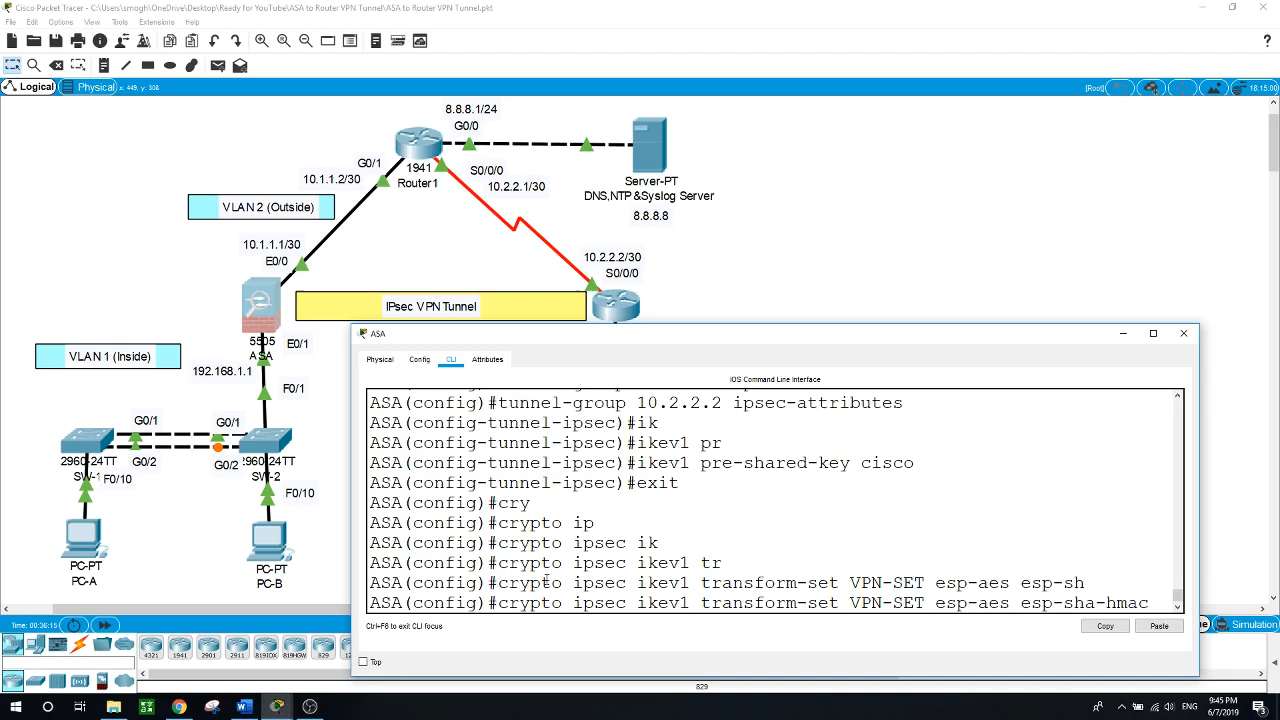 Cisco Packet Tracer - C:\Users\smogh\OneDrive\Desktop\Ready for YouTube\ASA to Router VPN Tunnel\ASA to Router VPN Tunnel.pkt
File Edit Options View Tools Extensions Help
Logical Physical x: 449, y: 308 [Root] 18:15:00
8.8.8.1/24
G0/0
G0/1
10.1.1.2/30
1941
Router1
S0/0/0
10.2.2.1/30
Server-PT
DNS,NTP &Syslog Server
8.8.8.8
VLAN 2 (Outside)
10.1.1.1/30
E0/0
10.2.2.2/30
S0/0/0
IPsec VPN Tunnel
5505
ASA
E0/1
VLAN 1 (Inside)
192.168.1.1
F0/1
G0/1
G0/1
2960-24TT
SW-1
G0/2
F0/10
2960-24TT
SW-2
G0/2
F0/10
PC-PT
PC-A
PC-PT
PC-B
ASA
Physical Config CLI Attributes
IOS Command Line Interface
ASA(config)#tunnel-group 10.2.2.2 ipsec-attributes
ASA(config-tunnel-ipsec)#ik
ASA(config-tunnel-ipsec)#ikev1 pr
ASA(config-tunnel-ipsec)#ikev1 pre-shared-key cisco
ASA(config-tunnel-ipsec)#exit
ASA(config)#cry
ASA(config)#crypto ip
ASA(config)#crypto ipsec ik
ASA(config)#crypto ipsec ikev1 tr
ASA(config)#crypto ipsec ikev1 transform-set VPN-SET esp-aes esp-sh
ASA(config)#crypto ipsec ikev1 transform-set VPN-SET esp-aes esp-sha-hmac
Ctrl+F6 to exit CLI focus
Copy Paste
Top
Time: 00:36:15
Simulation
4321 1941 2901 2911 819IOX 819HGW 829
829
ENG
9:45 PM
6/7/2019